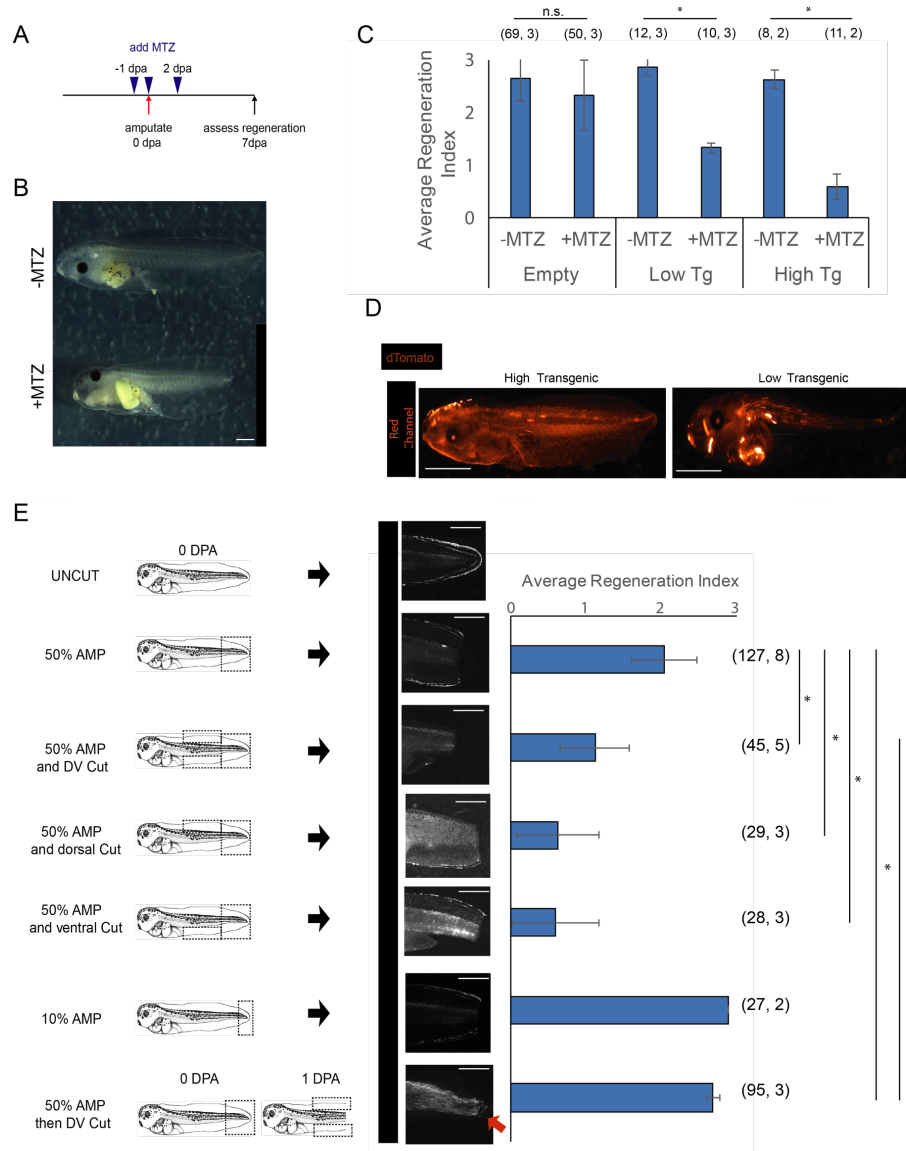 A
add MTZ
-1 dpa
2 dpa
amputate
0 dpa
assess regeneration
7dpa
B
-MTZ
+MTZ
C
n.s.
*
*
(69, 3)
(50, 3)
(12, 3)
(10, 3)
(8, 2)
(11, 2)
Average Regeneration
Index
3
2
1
0
-MTZ
+MTZ
-MTZ
+MTZ
-MTZ
+MTZ
Empty
Low Tg
High Tg
D
dTomato
High Transgenic
Low Transgenic
Red
Channel
E
0 DPA
UNCUT
50% AMP
50% AMP
and DV Cut
50% AMP
and dorsal Cut
50% AMP
and ventral Cut
10% AMP
0 DPA
1 DPA
50% AMP
then DV Cut
Average Regeneration Index
0
1
2
3
(127, 8)
(45, 5)
(29, 3)
(28, 3)
(27, 2)
(95, 3)
*
*
*
*